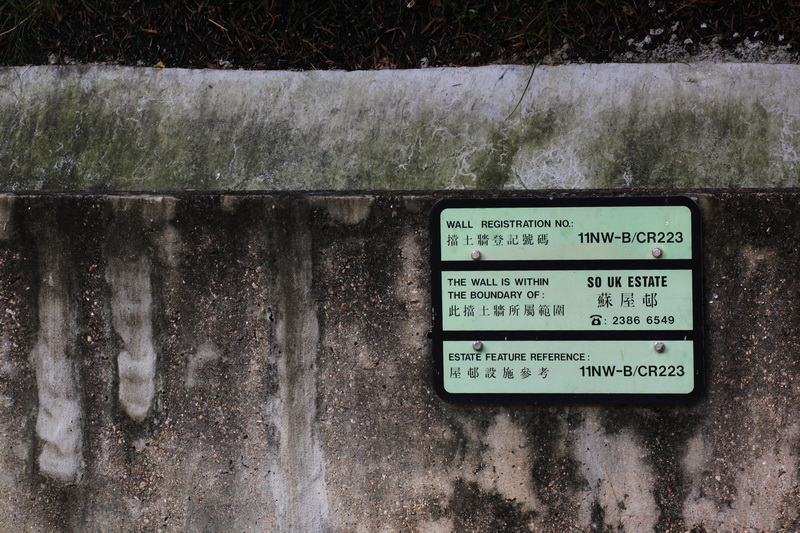 WALL REGISTRATION NO.:
擋土牆登記號碼 11NW-B/CR223
THE WALL IS WITHIN
THE BOUNDARY OF:
此擋土牆所屬範圍
SO UK ESTATE
蘇屋邨
☎: 2386 6549
ESTATE FEATURE REFERENCE:
屋邨設施參考 11NW-B/CR223